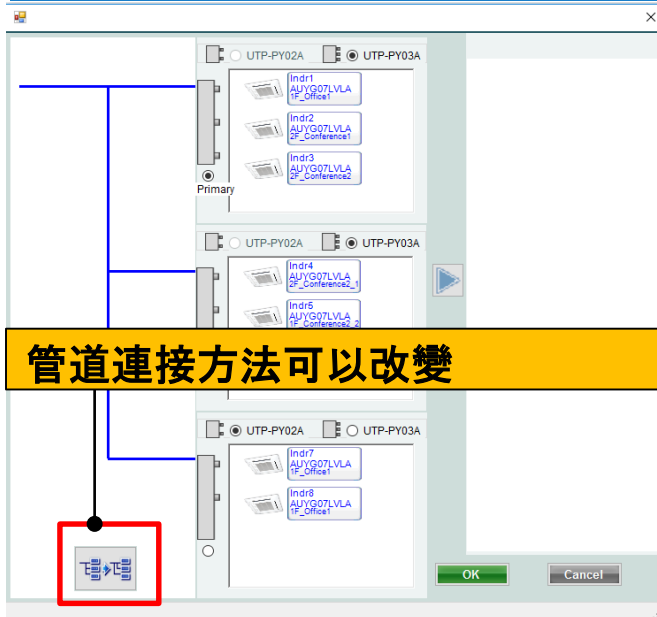 UTP-PY02A UTP-PY03A
Indr1
AUYG07LVLA
1F_Office1
Indr2
AUYG07LVLA
2F_Conference1
Indr3
AUYG07LVLA
2F_Conference2
Primary
UTP-PY02A UTP-PY03A
Indr4
AUYG07LVLA
2F_Conference2_1
Indr5
AUYG07LVLA
1F_Conference2_2
管道連接方法可以改變
UTP-PY02A UTP-PY03A
Indr7
AUYG07LVLA
1F_Office1
Indr8
AUYG07LVLA
1F_Office1
OK Cancel